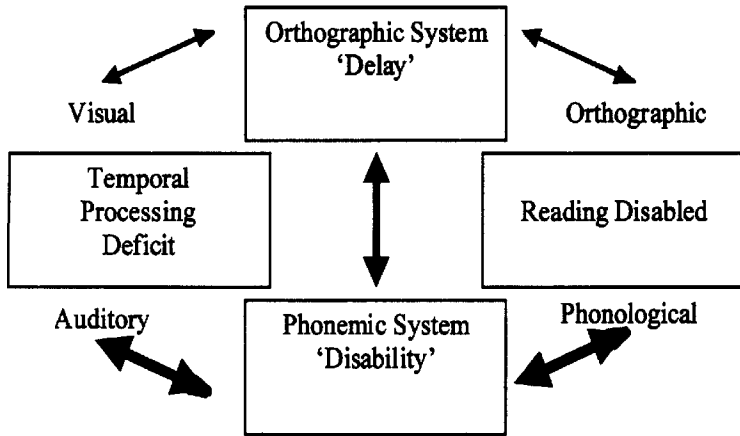 Orthographic System
‘Delay’
Visual
Orthographic
Temporal
Processing
Deficit
Reading Disabled
Auditory
Phonemic System
‘Disability’
Phonological